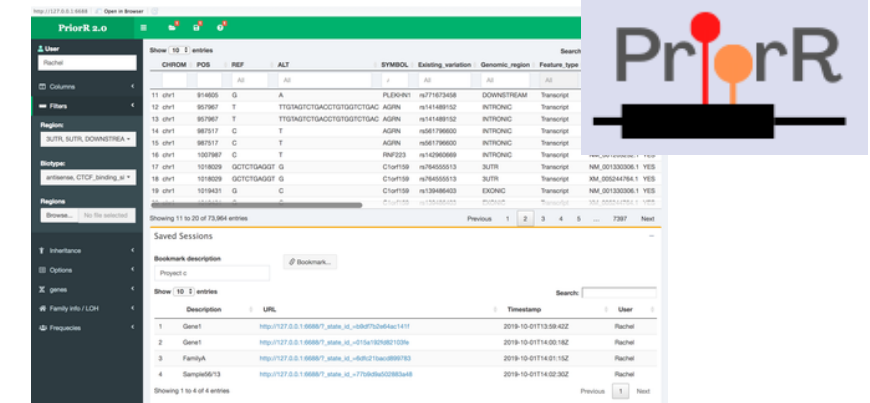 http://127.0.0.1:8688 Open in Browser
PriorR 2.0
PriorR
User
Rachel
Columns
Filters
Region:
3UTR, 5UTR, DOWNSTREA
Biotype:
antisense, CTCF_binding_si
Regions
Browse... No file selected
Inheritance
Options
genes
Family info / LOH
Frequecies
Show 10 entries
Search
CHROM POS REF ALT SYMBOL Existing_variation Genomic_region Feature_type
All All All All All
11 chr1 914605 G A PLEKHN1 rs771673458 DOWNSTREAM Transcript
12 chr1 957967 T TTGTAGTCTGACCTGTGGTCTGAC AGRN rs141489152 INTRONIC Transcript
13 chr1 957967 T TTGTAGTCTGACCTGTGGTCTGAC AGRN rs141489152 INTRONIC Transcript
14 chr1 987517 C T AGRN rs561796600 INTRONIC Transcript
15 chr1 987517 C T AGRN rs561796600 INTRONIC Transcript
16 chr1 1007987 C T RNF223 rs142960669 INTRONIC Transcript YES
17 chr1 1018029 GCTCTGAGGT G C1orf159 rs764555513 3UTR Transcript NM_001330306.1 YES
18 chr1 1018029 GCTCTGAGGT G C1orf159 rs764555513 3UTR Transcript XM_005244764.1 YES
19 chr1 1019431 G C C1orf159 rs139486403 EXONIC Transcript NM_001330306.1 YES
Showing 11 to 20 of 73,964 entries
Previous 1 2 3 4 5 ... 7397 Next
Saved Sessions
Bookmark description
Proyect c
Bookmark...
Show 10 entries
Search:
Description URL Timestamp User
1 Gene1 http://127.0.0.1:8688/?_state_id_=b9df7b2e64ac141f 2019-10-01T13:59:42Z Rachel
2 Gene1 http://127.0.0.1:8688/?_state_id_=015a192fd82103fe 2019-10-01T14:00:18Z Rachel
3 FamilyA http://127.0.0.1:8688/?_state_id_=8dfc21bacd899783 2019-10-01T14:01:15Z Rachel
4 Sample56/13 http://127.0.0.1:8688/?_state_id_=77b9d9a502883a48 2019-10-01T14:02:30Z Rachel
Showing 1 to 4 of 4 entries
Previous 1 Next